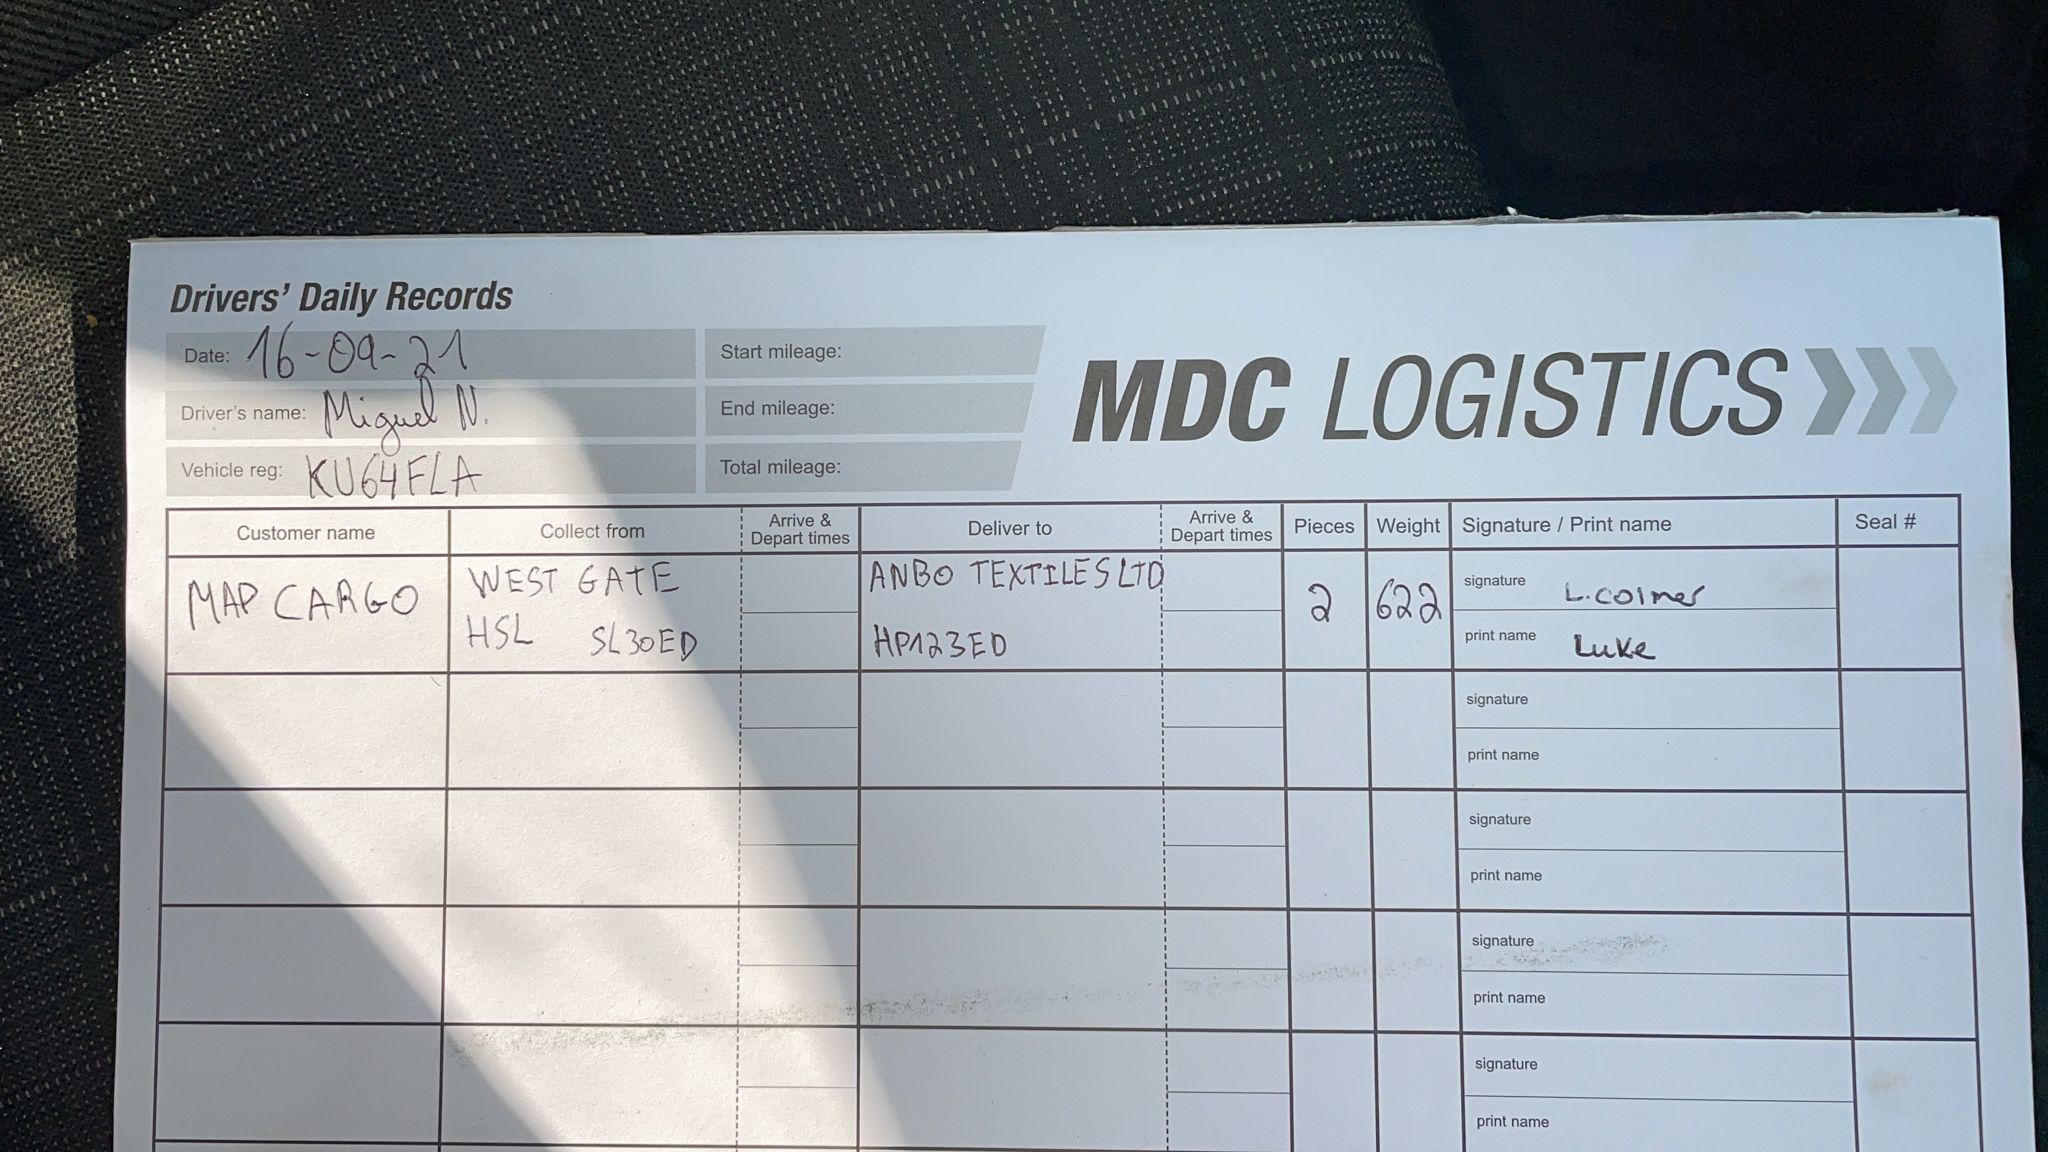 Drivers' Daily Records
Date: 16-09-21
Start mileage:
Driver's name: Miguel N.
End mileage:
Vehicle reg: KU64FLA
Total mileage:
MDC LOGISTICS
Customer name Collect from Arrive & Depart times Deliver to Arrive & Depart times Pieces Weight Signature / Print name Seal #
MAP CARGO WEST GATE ANBO TEXTILES LTD 2 622 signature L.Colmer
HSL SL30ED HP123ED print name Luke
signature
print name
signature
print name
signature
print name
signature
print name